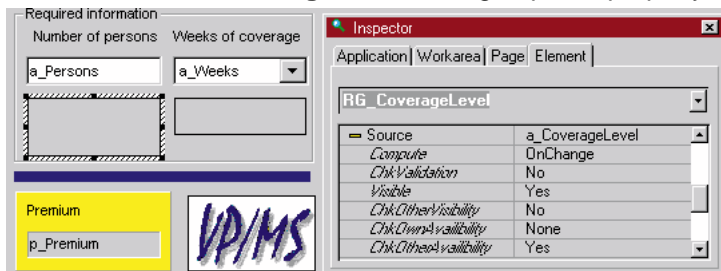 Required information
Number of persons Weeks of coverage
a_Persons a_Weeks
Premium
p_Premium
VP/MS
Inspector
Application Workarea Page Element
RG_CoverageLevel
Source a_CoverageLevel
Compute OnChange
ChkValidation No
Visible Yes
ChkOtherVisibility No
ChkOwnAvailibility None
ChkOtherAvailibility Yes